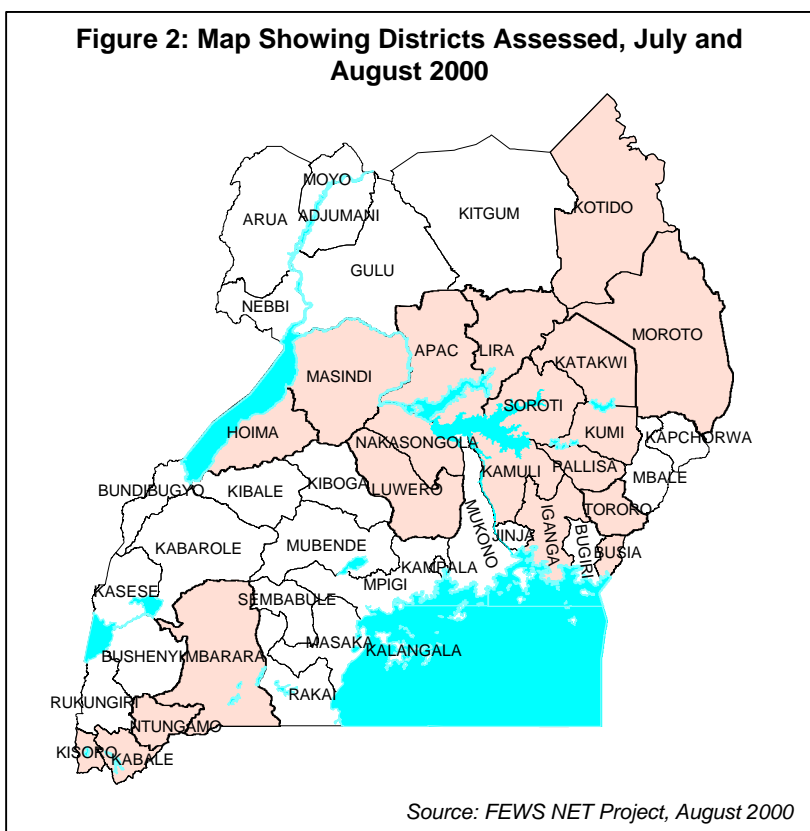 Figure 2: Map Showing Districts Assessed, July and
August 2000
MOYO
ARUA
ADJUMANI
KITGUM
KOTIDO
GULU
NEBBI
MOROTO
APAC
LIRA
KATAKWI
MASINDI
SOROTI
HOIMA
KUMI
NAKASONGOLA
KAPCHORWA
KAMULI
PALLISA
MBALE
BUNDIBUGYO
KIBALE
KIBOGA
LUWERO
TORORO
MUKONO
IGANGA
JINJA
BUGIRI
BUSIA
KABAROLE
MUBENDE
KAMPALA
MPIGI
KASESE
SEMBABULE
MASAKA
KALANGALA
BUSHENYI
MBARARA
RUKUNGIRI
RAKAI
NTUNGAMO
KISORO
KABALE
Source: FEWS NET Project, August 2000